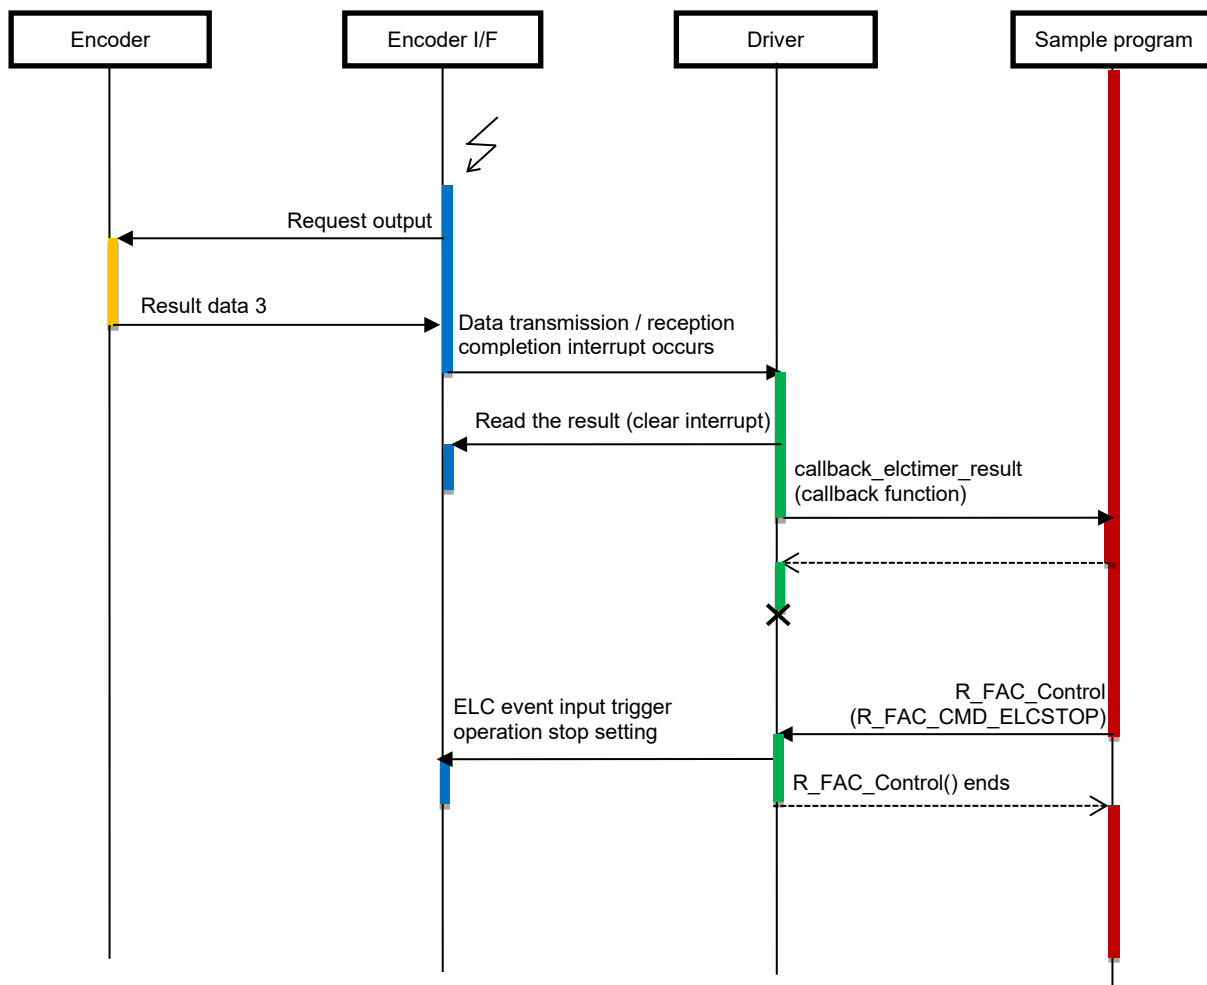 Encoder
Encoder I/F
Driver
Sample program
Request output
Result data 3
Data transmission / reception
completion interrupt occurs
Read the result (clear interrupt)
callback_elctimer_result
(callback function)
R_FAC_Control
(R_FAC_CMD_ELCSTOP)
ELC event input trigger
operation stop setting
R_FAC_Control() ends